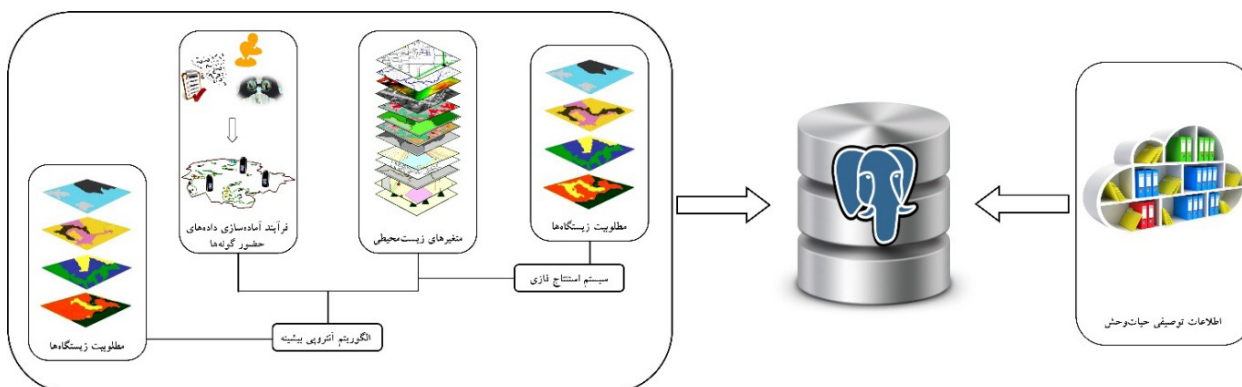 فرآیند آماده‌سازی داده‌های
حضور گونه‌ها
متغیرهای زیست‌محیطی
مطلوبیت زیستگاه‌ها
سیستم استنتاج فازی
الگوریتم آنتروپی بیشینه
مطلوبیت زیستگاه‌ها
اطلاعات توصیفی حیات‌وحش